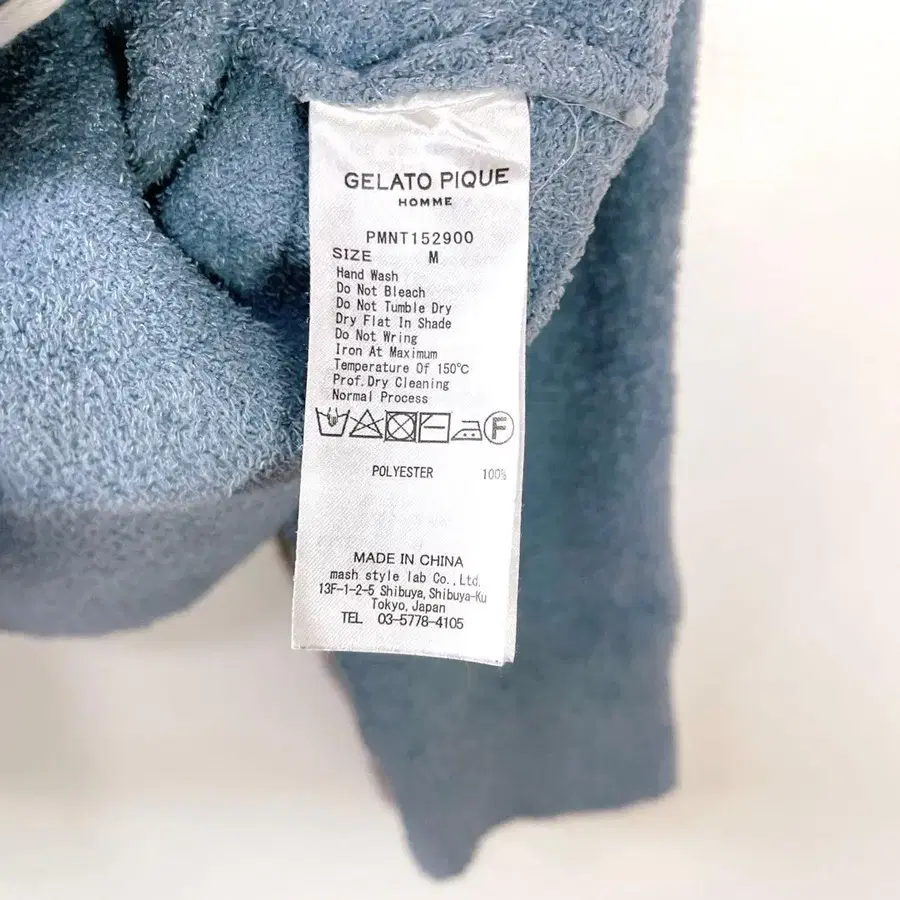 GELATO PIQUE
HOMME
PMNT152900
SIZE M
Hand Wash
Do Not Bleach
Do Not Tumble Dry
Dry Flat In Shade
Do Not Wring
Iron At Maximum
Temperature Of 150℃
Prof.Dry Cleaning
Normal Process
F
POLYESTER 100%
MADE IN CHINA
mash style lab Co.,Ltd.
13F-1-2-5 Shibuya,Shibuya-Ku
Tokyo,Japan
TEL 03-5778-4105